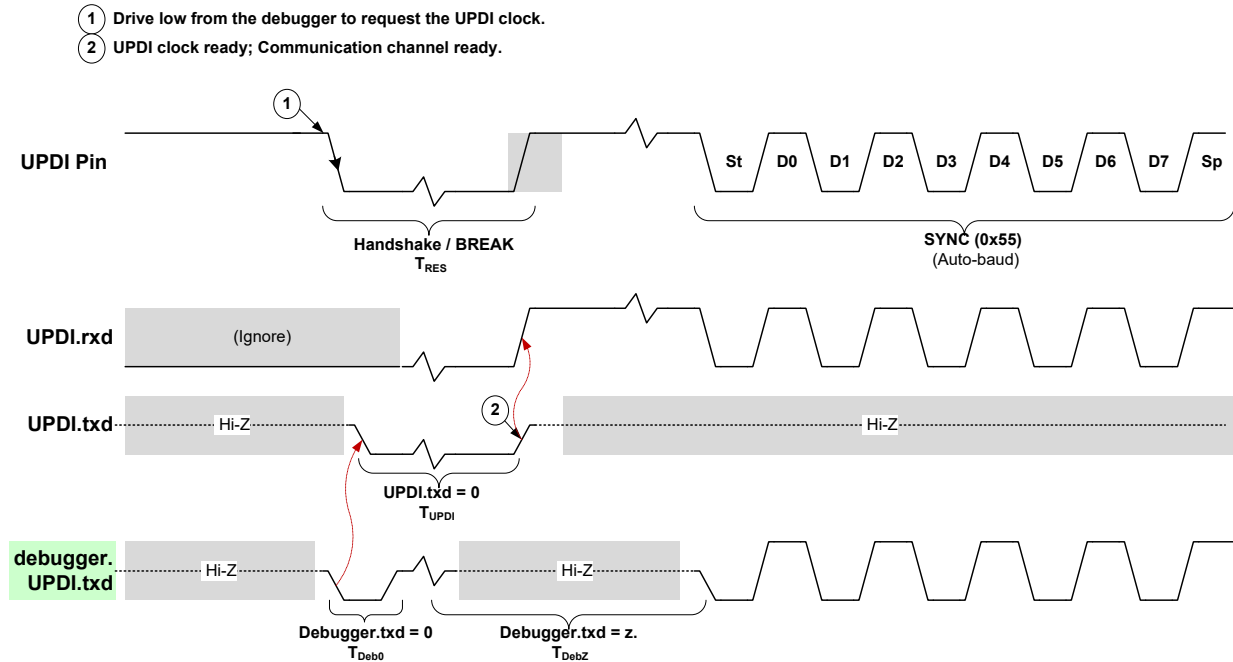 1 Drive low from the debugger to request the UPDI clock.
2 UPDI clock ready; Communication channel ready.
1
UPDI Pin
St D0 D1 D2 D3 D4 D5 D6 D7 Sp
Handshake / BREAK
TRES
SYNC (0x55)
(Auto-baud)
UPDI.rxd
(Ignore)
2
UPDI.txd
Hi-Z
Hi-Z
UPDI.txd = 0
TUPDI
debugger.
UPDI.txd
Hi-Z
Hi-Z
Debugger.txd = 0
TDeb0
Debugger.txd = z.
TDebZ